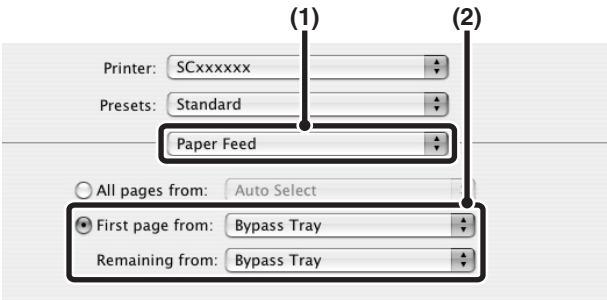 (1) (2)
Printer: SCxxxxxx
Presets: Standard
Paper Feed
All pages from: Auto Select
First page from: Bypass Tray
Remaining from: Bypass Tray